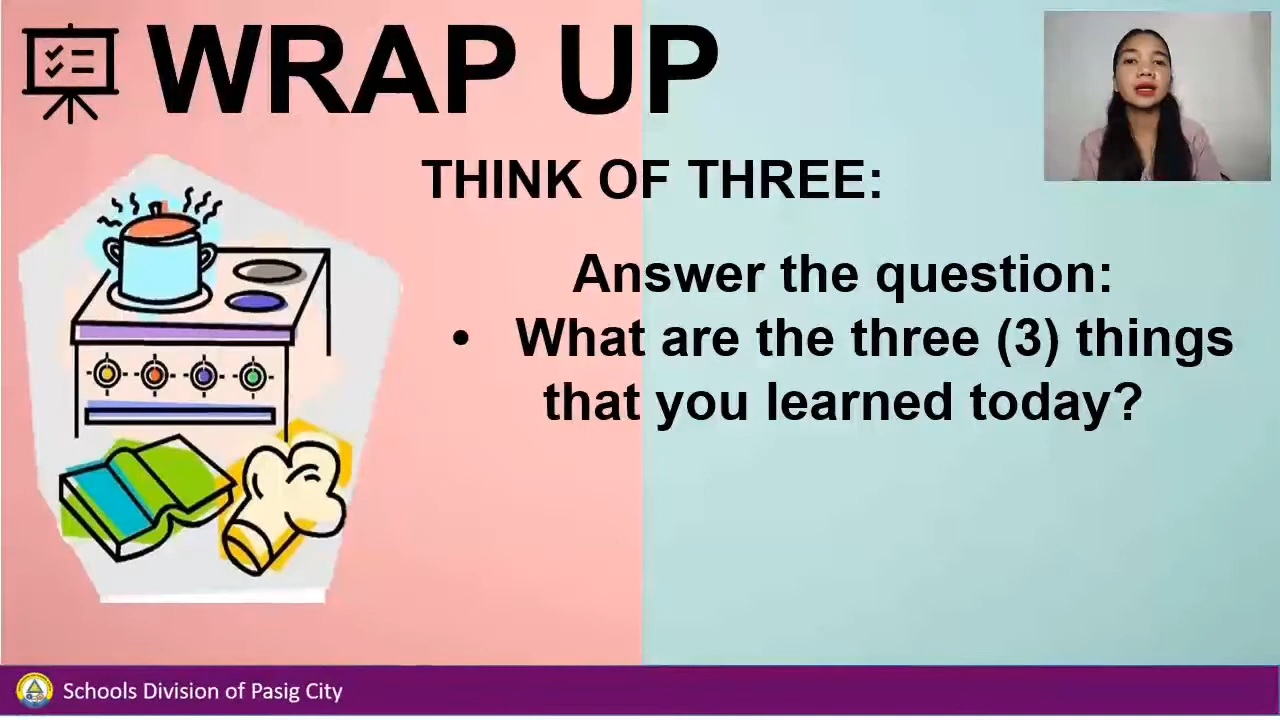 WRAP UP
THINK OF THREE:
Answer the question:
• What are the three (3) things
that you learned today?
Schools Division of Pasig City